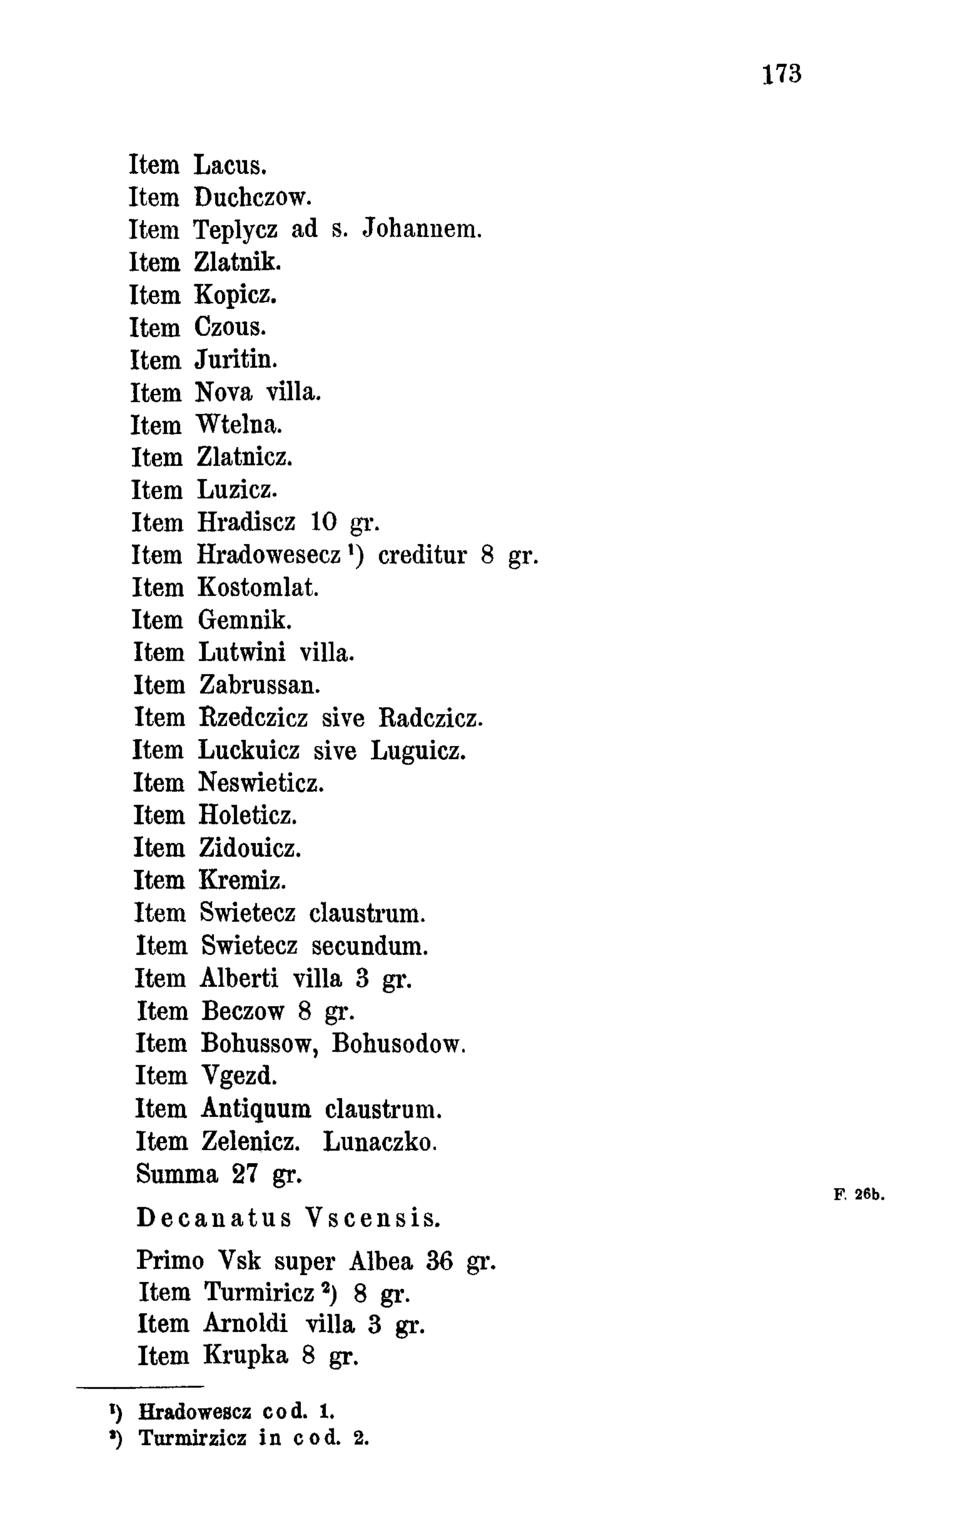 173
Item Lacus.
Item Duchczow.
Item Teplycz ad s. Johannem.
Item Zlatnik.
Item Kopicz.
Item Czous.
Item Juritin.
Item Nova villa.
Item Wtelna.
Item Zlatnicz.
Item Luzicz.
Item Hradiscz 10 gr.
Item Hradowesecz ¹) creditur 8 gr.
Item Kostomlat.
Item Gemnik.
Item Lutwini villa.
Item Zabrussan.
Item Rzedczicz sive Radczicz.
Item Luckuicz sive Luguicz.
Item Neswieticz.
Item Holeticz.
Item Zidouicz.
Item Kremiz.
Item Swietecz claustrum.
Item Swietecz secundum.
Item Alberti villa 3 gr.
Item Beczow 8 gr.
Item Bohussow, Bohusodow.
Item Vgezd.
Item Antiquum claustrum.
Item Zelenicz. Lunaczko.
Summa 27 gr.
F. 26b.
Decanatus Vscensis.
Primo Vsk super Albea 36 gr.
Item Turmiricz ²) 8 gr.
Item Arnoldi villa 3 gr.
Item Krupka 8 gr.
¹) Hradowescz cod. 1.
²) Turmirzicz in cod. 2.